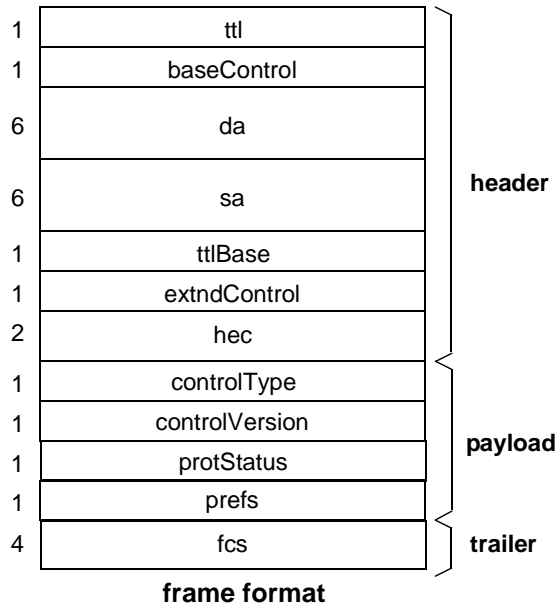 1 ttl
1 baseControl
6 da
6 sa
header
1 ttlBase
1 extndControl
2 hec
1 controlType
1 controlVersion
payload
1 protStatus
1 prefs
4 fcs
trailer
frame format